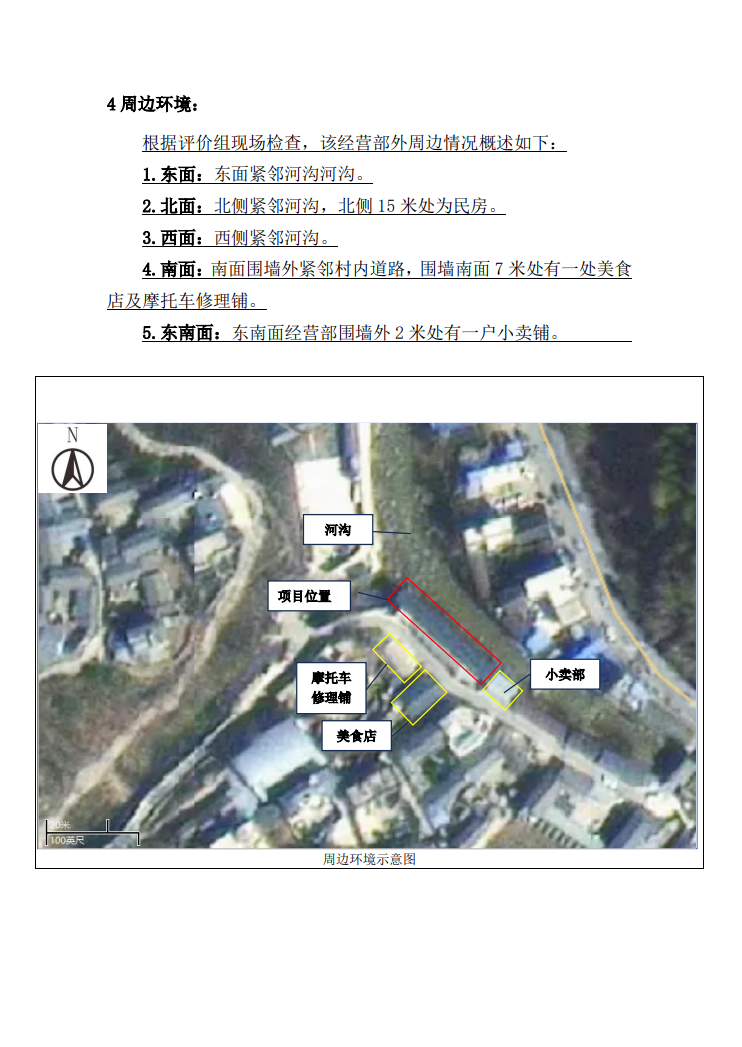 4 周边环境：
根据评价组现场检查，该经营部外周边情况概述如下：
1.东面：东面紧邻河沟河沟。
2.北面：北侧紧邻河沟，北侧 15 米处为民房。
3.西面：西侧紧邻河沟。
4.南面：南面围墙外紧邻村内道路，围墙南面 7 米处有一处美食
店及摩托车修理铺。
5.东南面：东南面经营部围墙外 2 米处有一户小卖铺。
N
河沟
项目位置
摩托车
修理铺
小卖部
美食店
20米
100英尺
周边环境示意图